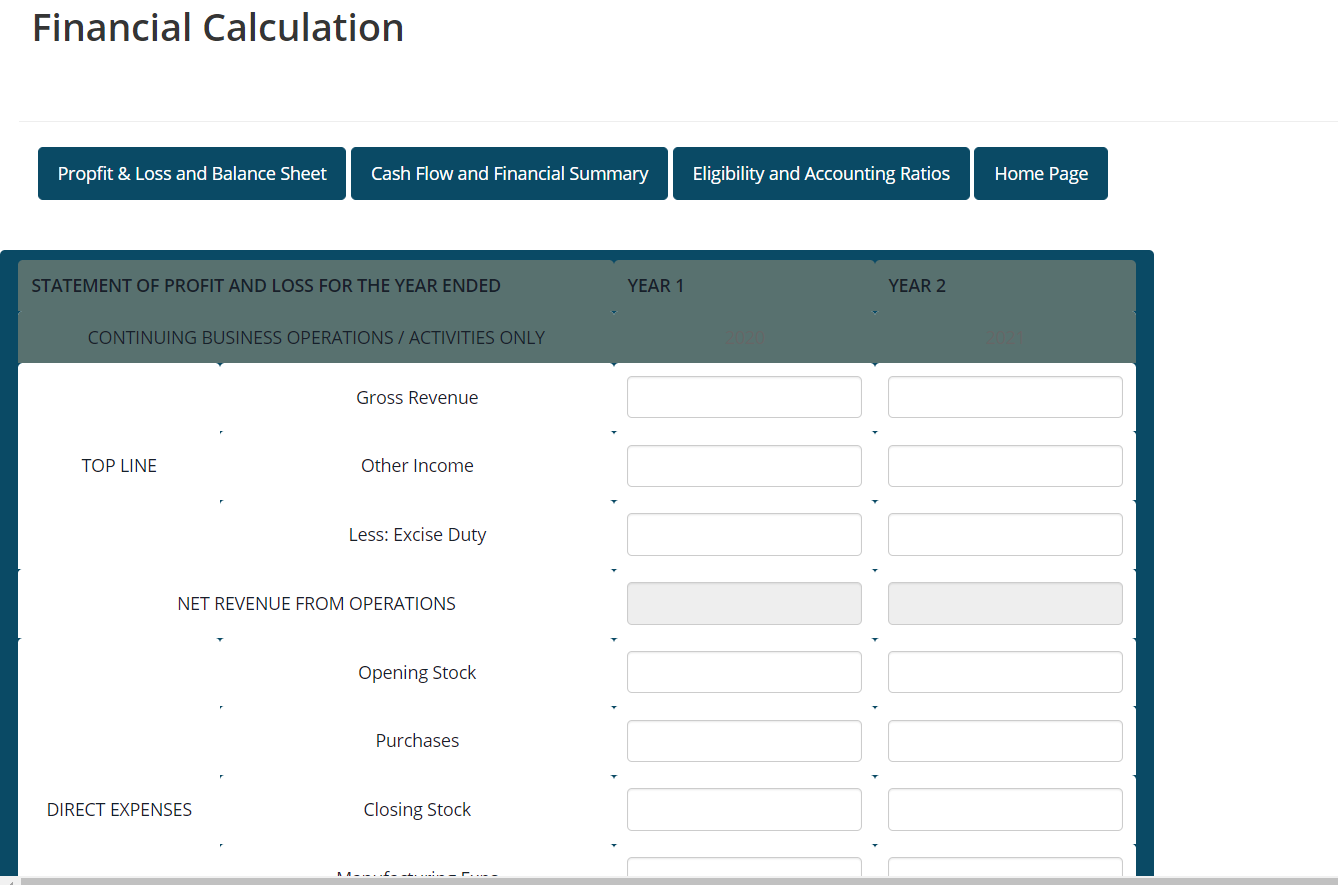 Financial Calculation
Propfit & Loss and Balance Sheet Cash Flow and Financial Summary Eligibility and Accounting Ratios Home Page
STATEMENT OF PROFIT AND LOSS FOR THE YEAR ENDED YEAR 1 YEAR 2
CONTINUING BUSINESS OPERATIONS / ACTIVITIES ONLY 2020 2021
Gross Revenue
TOP LINE Other Income
Less: Excise Duty
NET REVENUE FROM OPERATIONS
Opening Stock
Purchases
DIRECT EXPENSES Closing Stock